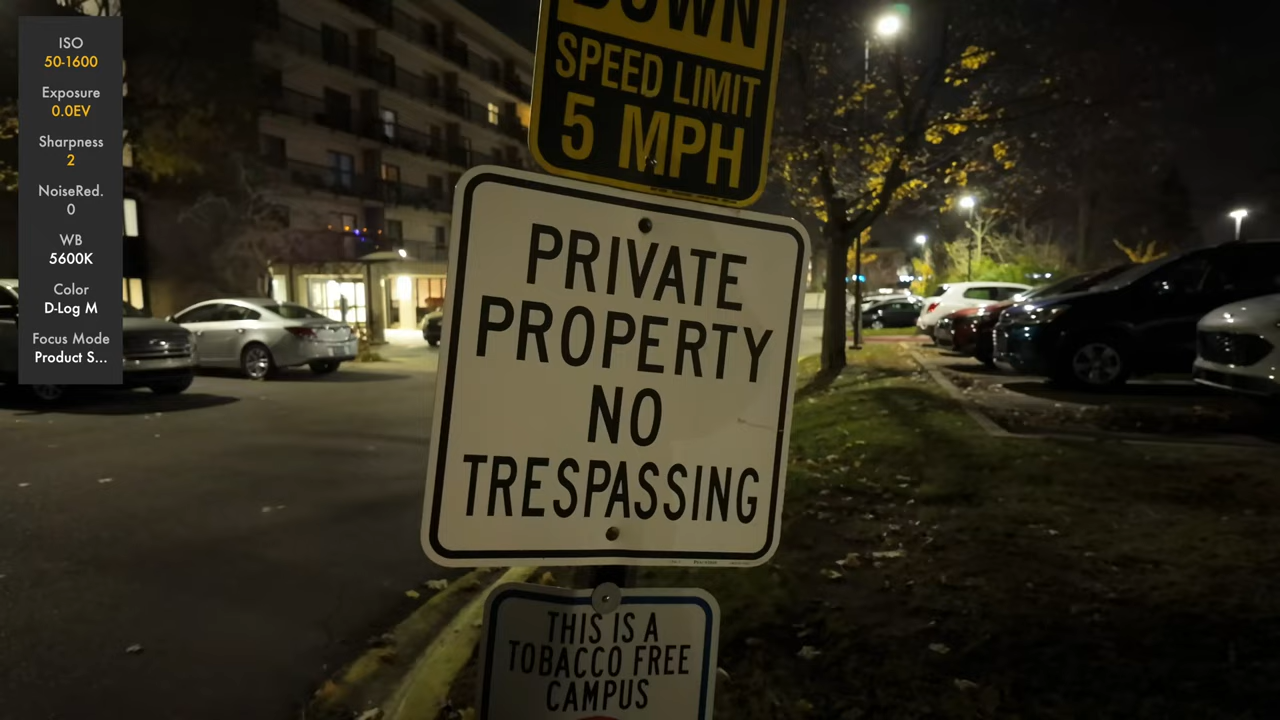 ISO
50-1600
Exposure
0.0EV
Sharpness
2
NoiseRed.
0
WB
5600K
Color
D-Log M
Focus Mode
Product S...
DOWN
SPEED LIMIT
5 MPH
PRIVATE
PROPERTY
NO
TRESPASSING
THIS IS A
TOBACCO FREE
CAMPUS